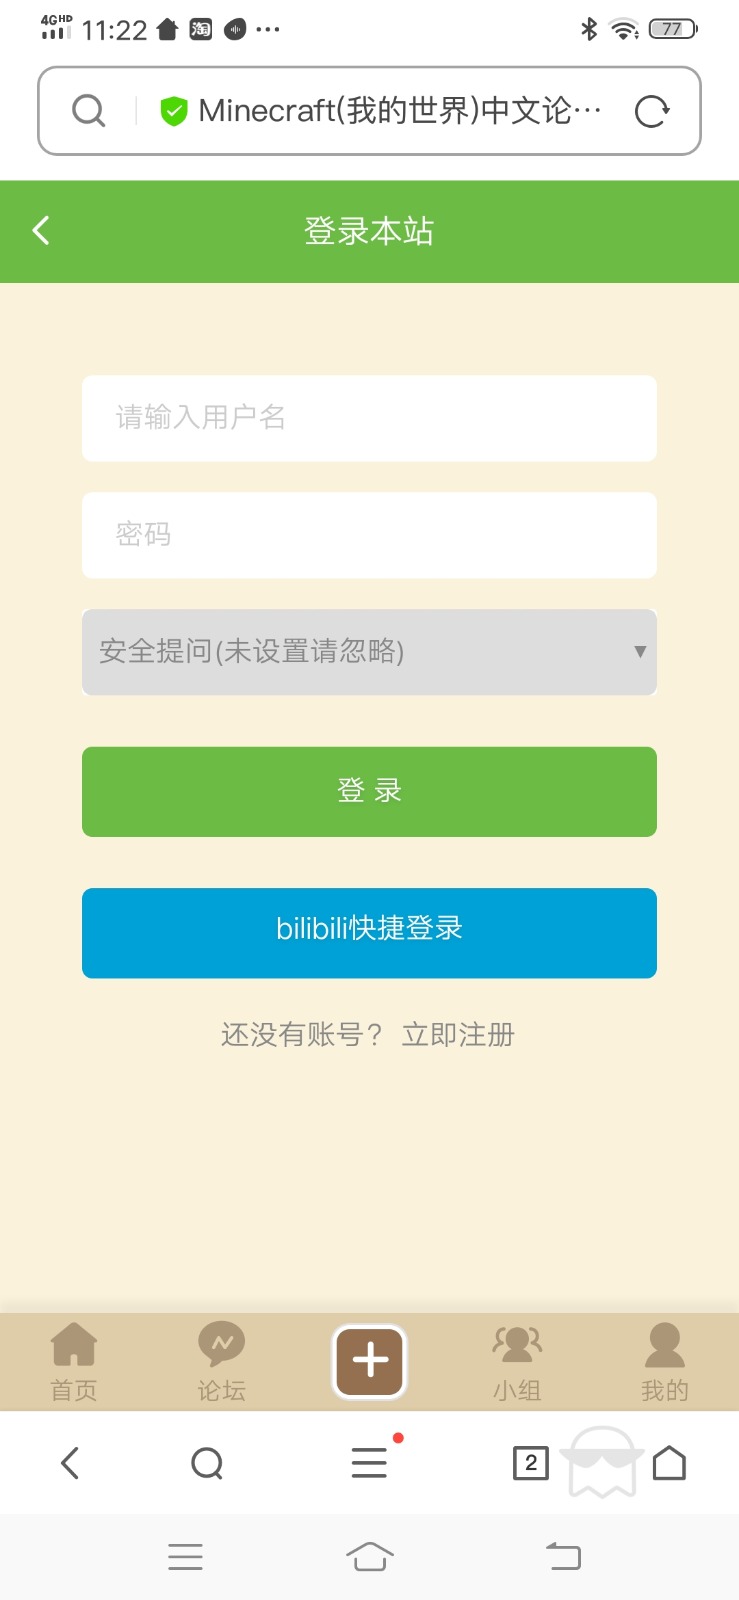 4G HD 11:22 淘 77
Minecraft(我的世界)中文论···
登录本站
请输入用户名
密码
安全提问(未设置请忽略)
登 录
bilibili快捷登录
还没有账号? 立即注册
首页 论坛 小组 我的
2